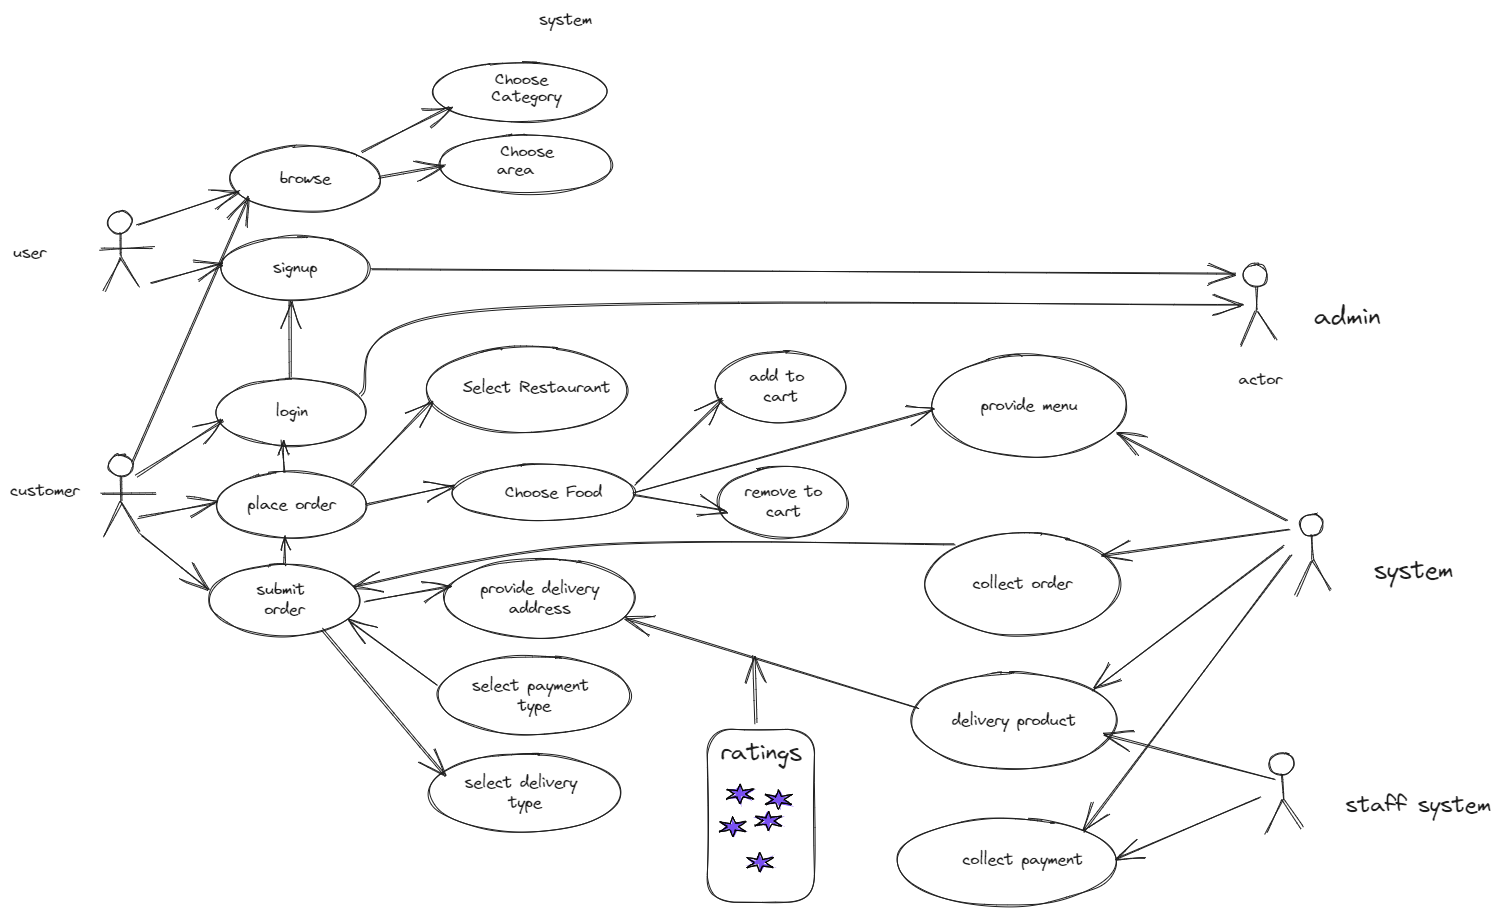 system
Choose
Category
Choose
area
browse
user
signup
admin
actor
login
Select Restaurant
add to
cart
provide menu
customer
place order
Choose Food
remove to
cart
system
submit
order
provide delivery
address
collect order
select payment
type
delivery product
ratings
select delivery
type
staff system
collect payment